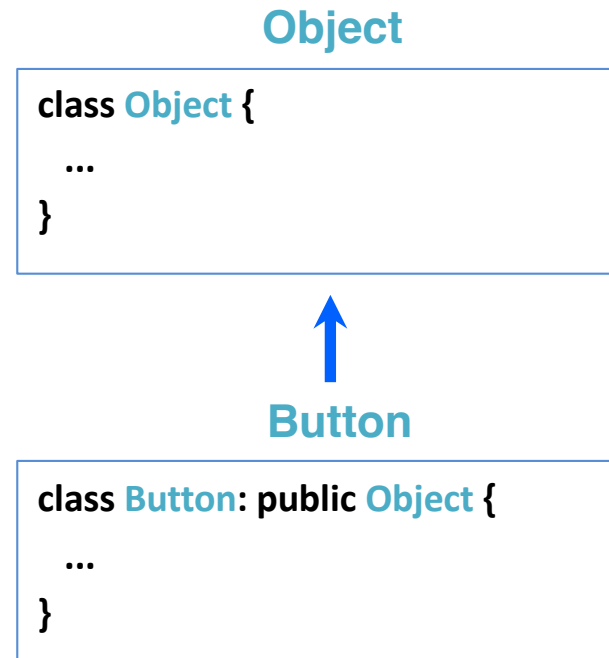 Object
class Object {
...
}
Button
class Button: public Object {
...
}